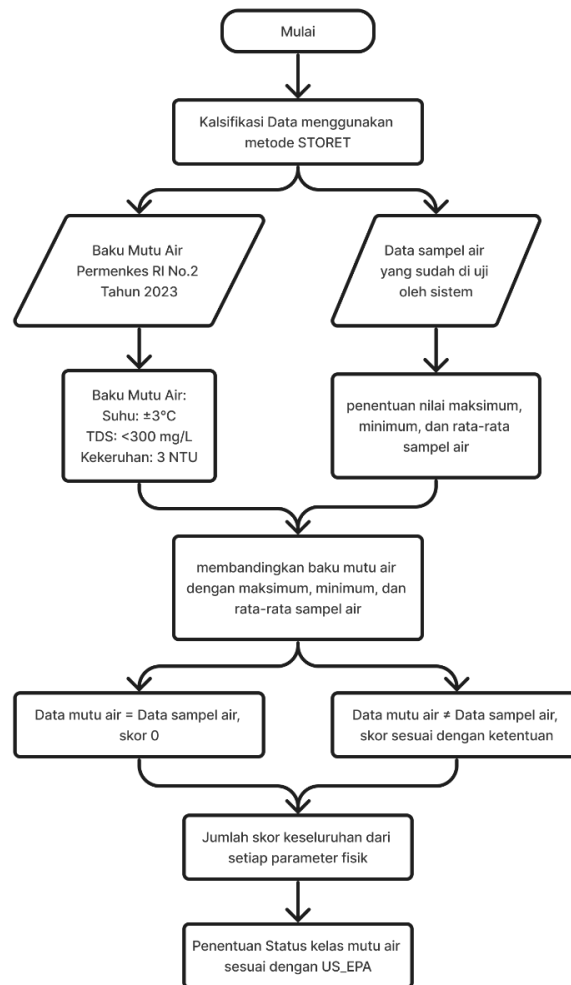 Mulai
Kalsifikasi Data menggunakan
metode STORET
Baku Mutu Air
Permenkes RI No.2
Tahun 2023
Data sampel air
yang sudah di uji
oleh sistem
Baku Mutu Air:
Suhu: ±3°C
TDS: <300 mg/L
Kekeruhan: 3 NTU
penentuan nilai maksimum,
minimum, dan rata-rata
sampel air
membandingkan baku mutu air
dengan maksimum, minimum, dan
rata-rata sampel air
Data mutu air = Data sampel air,
skor 0
Data mutu air ≠ Data sampel air,
skor sesuai dengan ketentuan
Jumlah skor keseluruhan dari
setiap parameter fisik
Penentuan Status kelas mutu air
sesuai dengan US_EPA